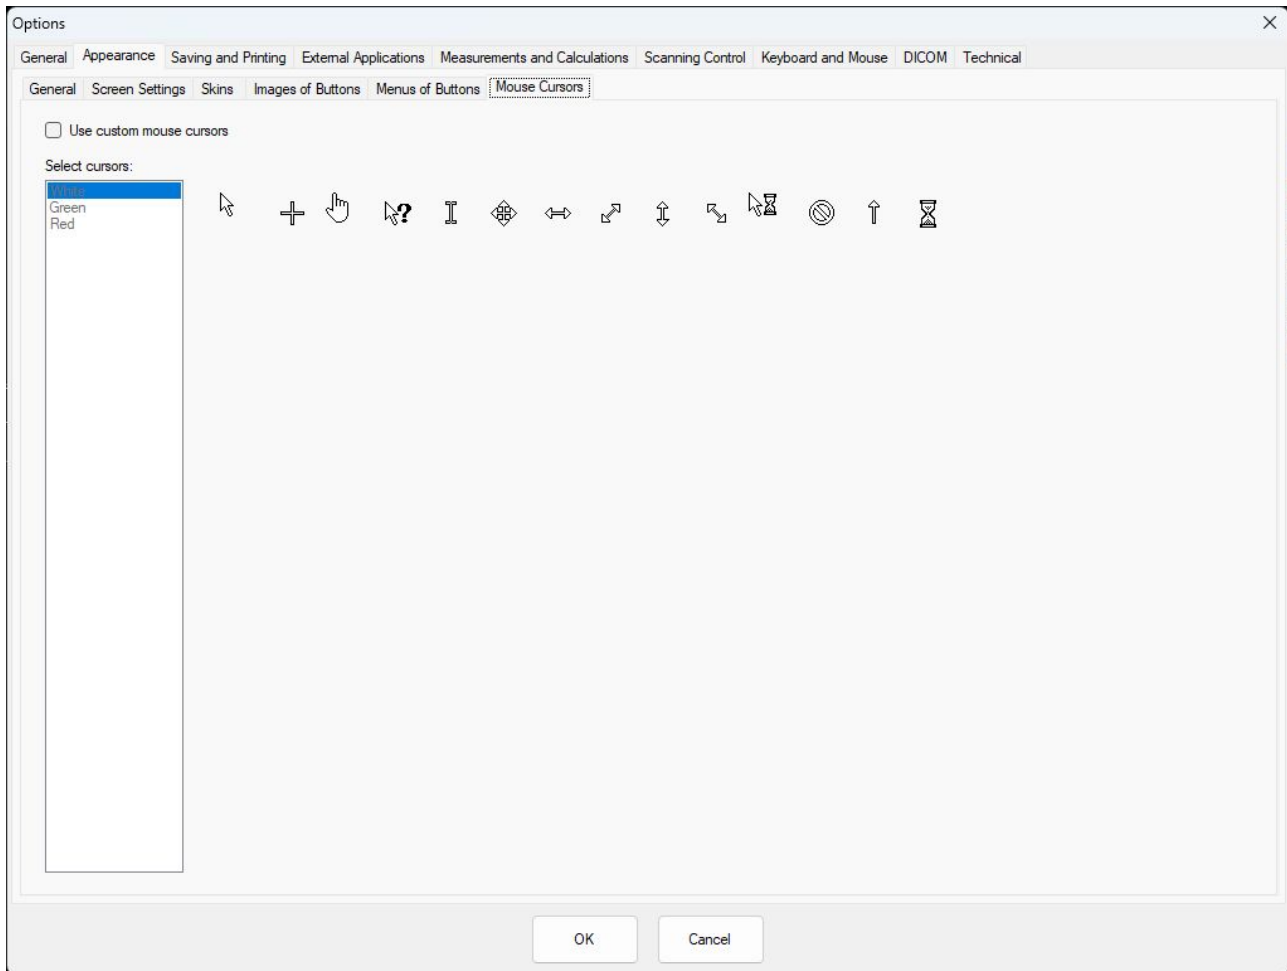 Options
General Appearance Saving and Printing External Applications Measurements and Calculations Scanning Control Keyboard and Mouse DICOM Technical
General Screen Settings Skins Images of Buttons Menus of Buttons Mouse Cursors
Use custom mouse cursors
Select cursors:
White
Green
Red
OK Cancel